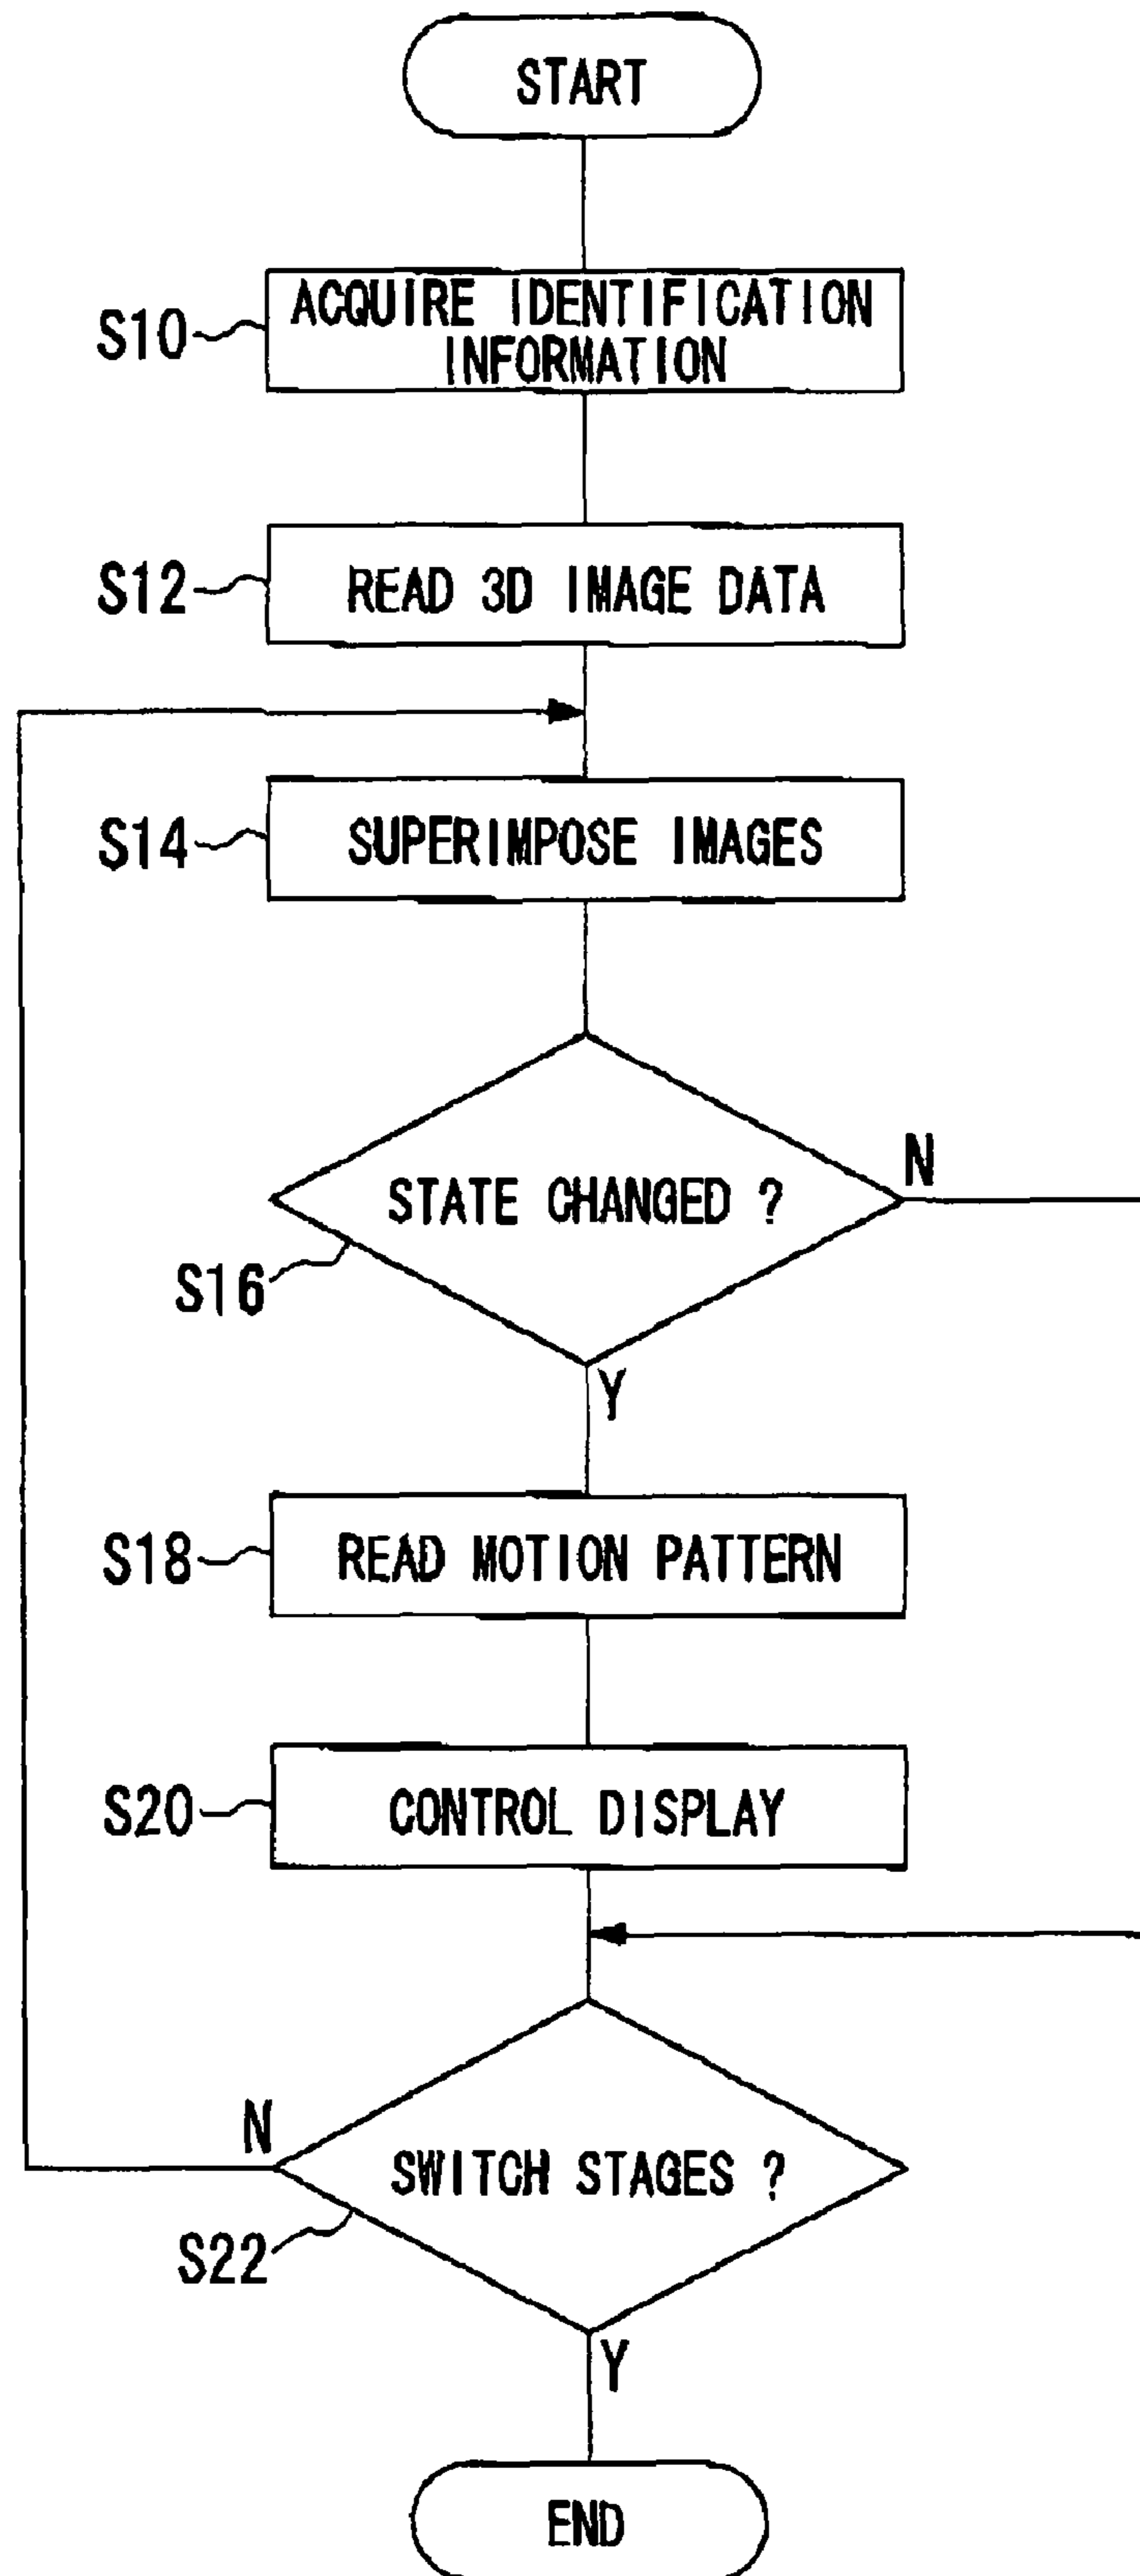 START
S10
ACQUIRE IDENTIFICATION
INFORMATION
S12
READ 3D IMAGE DATA
S14
SUPERIMPOSE IMAGES
STATE CHANGED ?
N
S16
Y
S18
READ MOTION PATTERN
S20
CONTROL DISPLAY
N
SWITCH STAGES ?
S22
Y
END